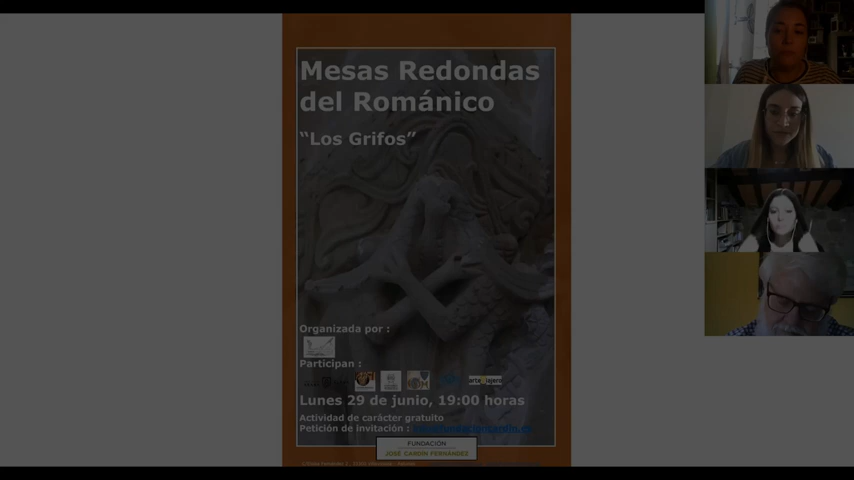 Mesas Redondas
del Románico
“Los Grifos”
Organizada por :
Participan :
Lunes 29 de junio, 19:00 horas
Actividad de carácter gratuito
Petición de invitación :
FUNDACIÓN
JOSÉ CARDÍN FERNÁNDEZ